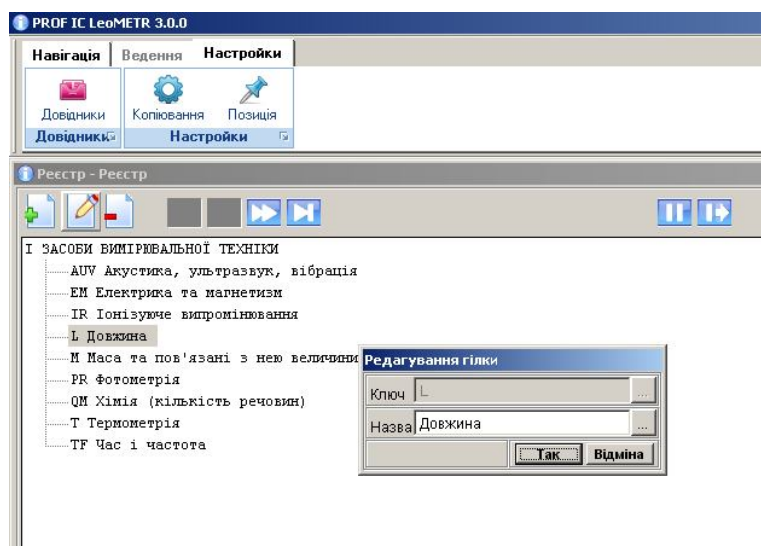 PROF IC LeoMETR 3.0.0
Навігація Ведення Настройки
Довідники Копіювання Позиція
Довідники Настройки
Реєстр - Реєстр
I ЗАСОБИ ВИМІРЮВАЛЬНОЇ ТЕХНІКИ
AUV Акустика, ультразвук, вібрація
EM Електрика та магнетизм
IR Іонізуюче випромінювання
L Довжина
M Маса та пов'язані з нею величини
PR Фотометрія
QM Хімія (кількість речовин)
T Термометрія
TF Час і частота
Редагування гілки
Ключ L ...
Назва Довжина ...
Так Відміна